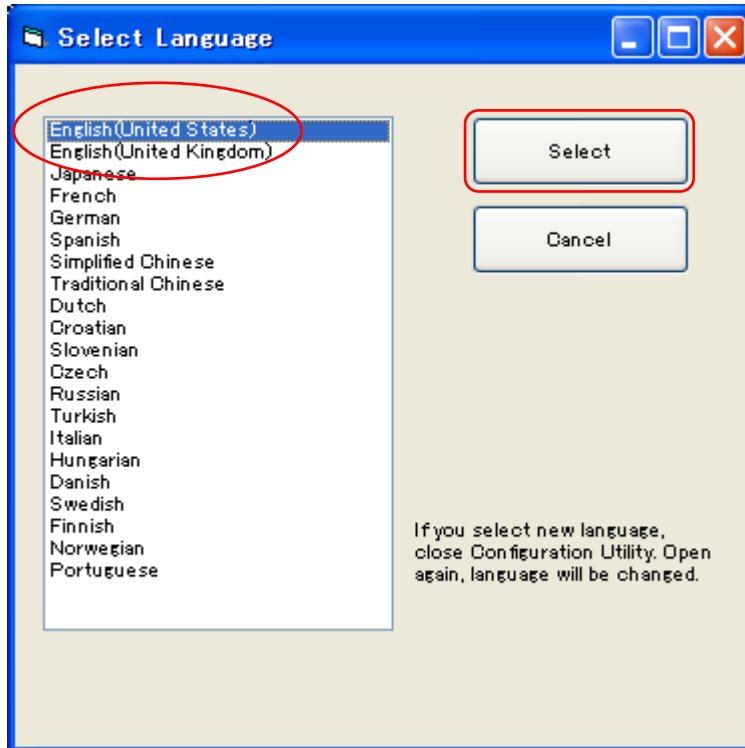 Select Language
English(United States)
English(United Kingdom)
Japanese
French
German
Spanish
Simplified Chinese
Traditional Chinese
Dutch
Croatian
Slovenian
Czech
Russian
Turkish
Italian
Hungarian
Danish
Swedish
Finnish
Norwegian
Portuguese
Select
Cancel
If you select new language,
close Configuration Utility. Open
again, language will be changed.